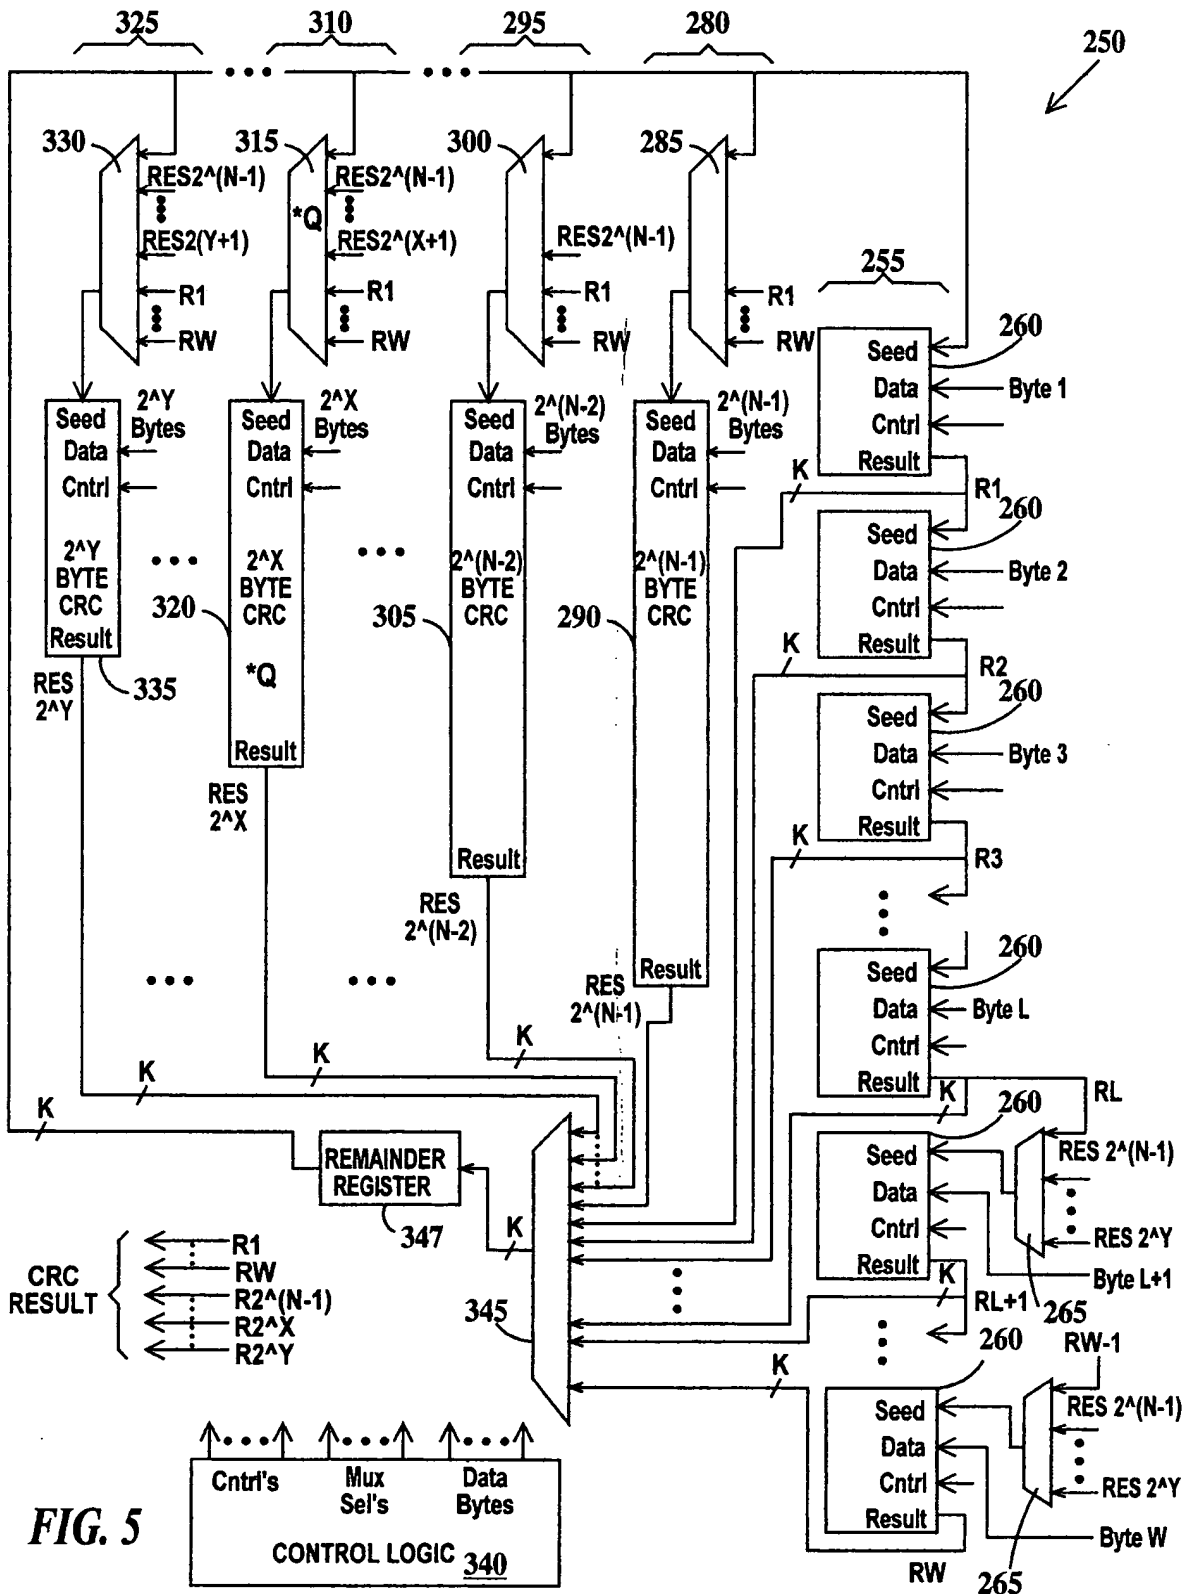 325
310
295
280
250
330
RES2^(N-1)
RES2(Y+1)
R1
RW
315
*Q
RES2^(N-1)
RES2^(X+1)
R1
RW
300
RES2^(N-1)
R1
RW
285
R1
RW
255
Seed
Data
Cntrl
Result
260
Byte 1
K
R1
Seed
Data
Cntrl
Result
260
Byte 2
K
R2
Seed
Data
Cntrl
Result
260
Byte 3
K
R3
Seed
Data
Cntrl
Result
260
Byte L
K
RL
Seed
Data
Cntrl
2^Y
BYTE
CRC
Result
2^Y
Bytes
335
RES
2^Y
Seed
Data
Cntrl
2^X
BYTE
CRC
*Q
Result
2^X
Bytes
320
RES
2^X
Seed
Data
Cntrl
2^(N-2)
BYTE
CRC
Result
2^(N-2)
Bytes
305
RES
2^(N-2)
Seed
Data
Cntrl
2^(N-1)
BYTE
CRC
Result
2^(N-1)
Bytes
290
RES
2^(N-1)
K
K
K
K
REMAINDER
REGISTER
347
K
345
260
Seed
Data
Cntrl
Result
RES 2^(N-1)
RES 2^Y
Byte L+1
265
K
RL+1
260
K
Seed
Data
Cntrl
Result
RW-1
RES 2^(N-1)
RES 2^Y
Byte W
265
RW
CRC
RESULT
R1
RW
R2^(N-1)
R2^X
R2^Y
Cntrl's
Mux
Sel's
Data
Bytes
CONTROL LOGIC 340
FIG. 5